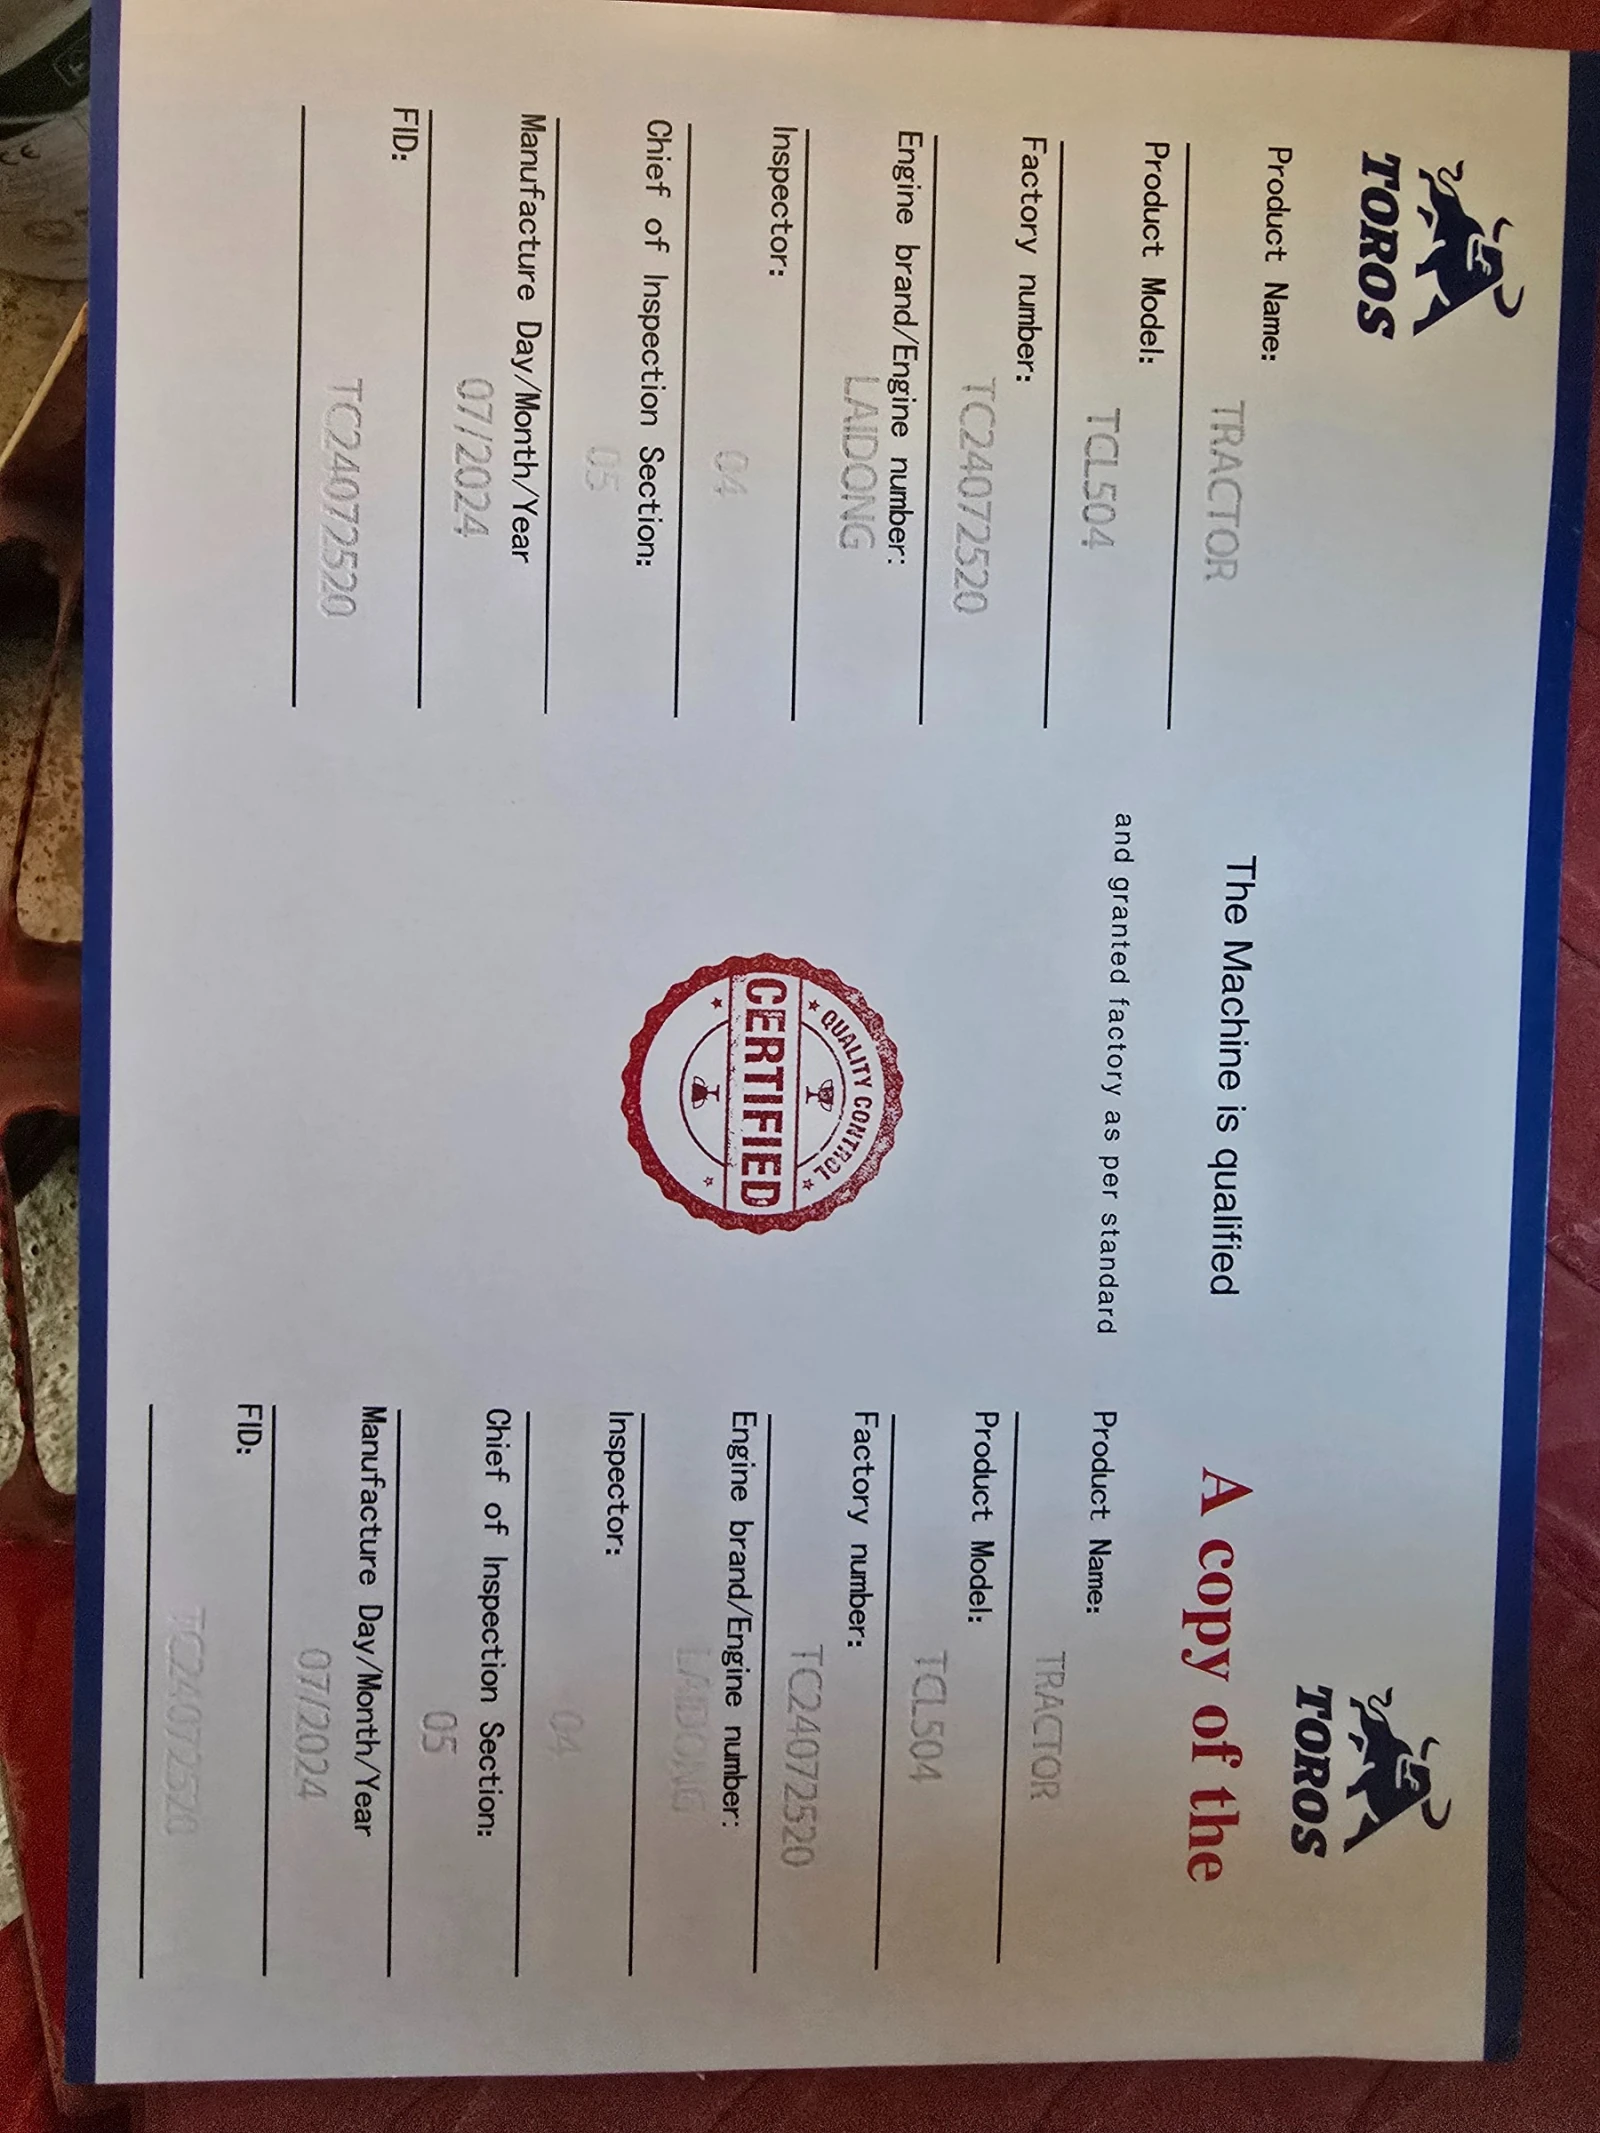 TOROS
Product Name:
TRACTOR
Product Model:
TCL504
Factory number:
TC24072520
Engine brand/Engine number:
LAIDONG
Inspector:
04
Chief of Inspection Section:
05
Manufacture Day/Month/Year
07/2024
FID:
TC24072520
The Machine is qualified
and granted factory as per standard
QUALITY CONTROL
CERTIFIED
TOROS
A copy of the
Product Name:
TRACTOR
Product Model:
TCL504
Factory number:
TC24072520
Engine brand/Engine number:
LAIDONG
Inspector:
04
Chief of Inspection Section:
05
Manufacture Day/Month/Year
07/2024
FID:
TC24072520